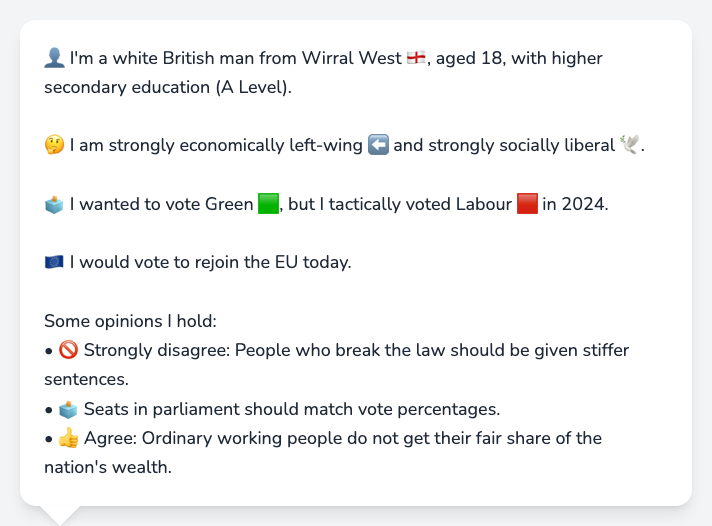 👤 I'm a white British man from Wirral West 🏴󠁧󠁢󠁥󠁮󠁧󠁿, aged 18, with higher
secondary education (A Level).
🤔 I am strongly economically left-wing ⬅️ and strongly socially liberal 🕊️.
🗳️ I wanted to vote Green 🟩, but I tactically voted Labour 🟥 in 2024.
🇪🇺 I would vote to rejoin the EU today.
Some opinions I hold:
• 🚫 Strongly disagree: People who break the law should be given stiffer
sentences.
• 🗳️ Seats in parliament should match vote percentages.
• 👍 Agree: Ordinary working people do not get their fair share of the
nation's wealth.